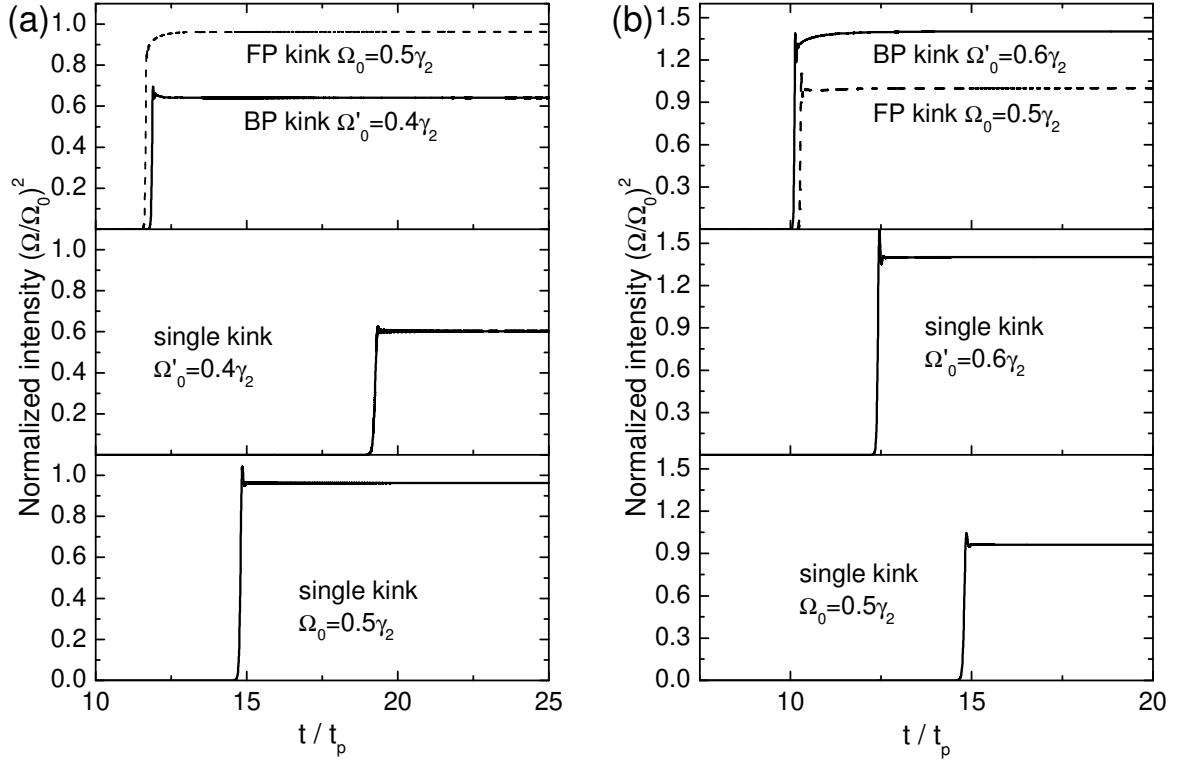 (a)
Normalized intensity (Ω/Ω₀)²
1.0
0.8
0.6
0.4
0.2
FP kink Ω₀=0.5γ₂
BP kink Ω'₀=0.4γ₂
1.0
0.8
0.6
0.4
0.2
single kink
Ω'₀=0.4γ₂
1.0
0.8
0.6
0.4
0.2
0.0
single kink
Ω₀=0.5γ₂
10 15 20 25
t / tₚ
(b)
Normalized intensity (Ω/Ω₀)²
1.5
1.2
0.9
0.6
0.3
BP kink Ω'₀=0.6γ₂
FP kink Ω₀=0.5γ₂
1.5
1.2
0.9
0.6
0.3
single kink
Ω'₀=0.6γ₂
1.5
1.2
0.9
0.6
0.3
0.0
single kink
Ω₀=0.5γ₂
10 15 20
t / tₚ